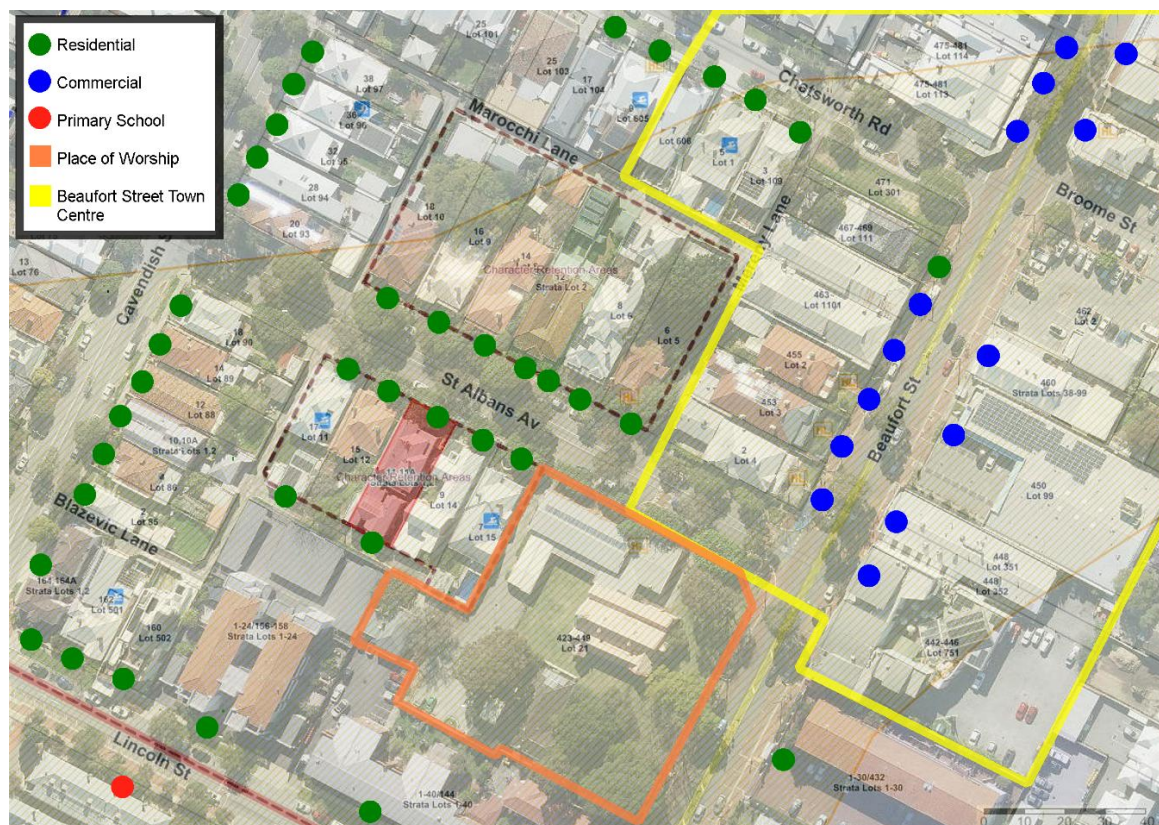 Residential
Commercial
Primary School
Place of Worship
Beaufort Street Town
Centre
25
Lot 101
25
Lot 103
17
Lot 104
9
Lot 605
7
Lot 606
5
Lot 1
3
Lot 109
Chatsworth Rd
475-481
Lot 114
475-481
Lot 113
471
Lot 301
467-469
Lot 111
463
Lot 1101
455
Lot 2
453
Lot 3
2
Lot 4
Broome St
462
Lot 2
460
Strata Lots 38-99
450
Lot 99
448
Lot 351
448
Lot 352
442-446
Lot 751
Beaufort St
Marocchi Lane
38
Lot 97
36
Lot 96
32
Lot 95
28
Lot 94
20
Lot 93
13
Lot 76
Cavendish
18
Lot 10
16
Lot 9
14
Character Retention Areas
12
Strata Lot 2
8
6
Lot 5
Lane
St Albans Av
18
Lot 90
14
Lot 89
12
Lot 88
10,10A
Strata Lots 1,2
4
Lot 86
2
Lot 85
Blazevic Lane
17
Lot 11
15
Lot 12
Character Retention Areas
9
Lot 14
7
Lot 15
164,164A
Strata Lots 1,2
162
Lot 501
160
Lot 502
1-24/156-158
Strata Lots 1-24
Lot 21
Lincoln St
1-40/144
Strata Lots 1-40
1-30/432
Strata Lots 1-30
0
10
20
30
40